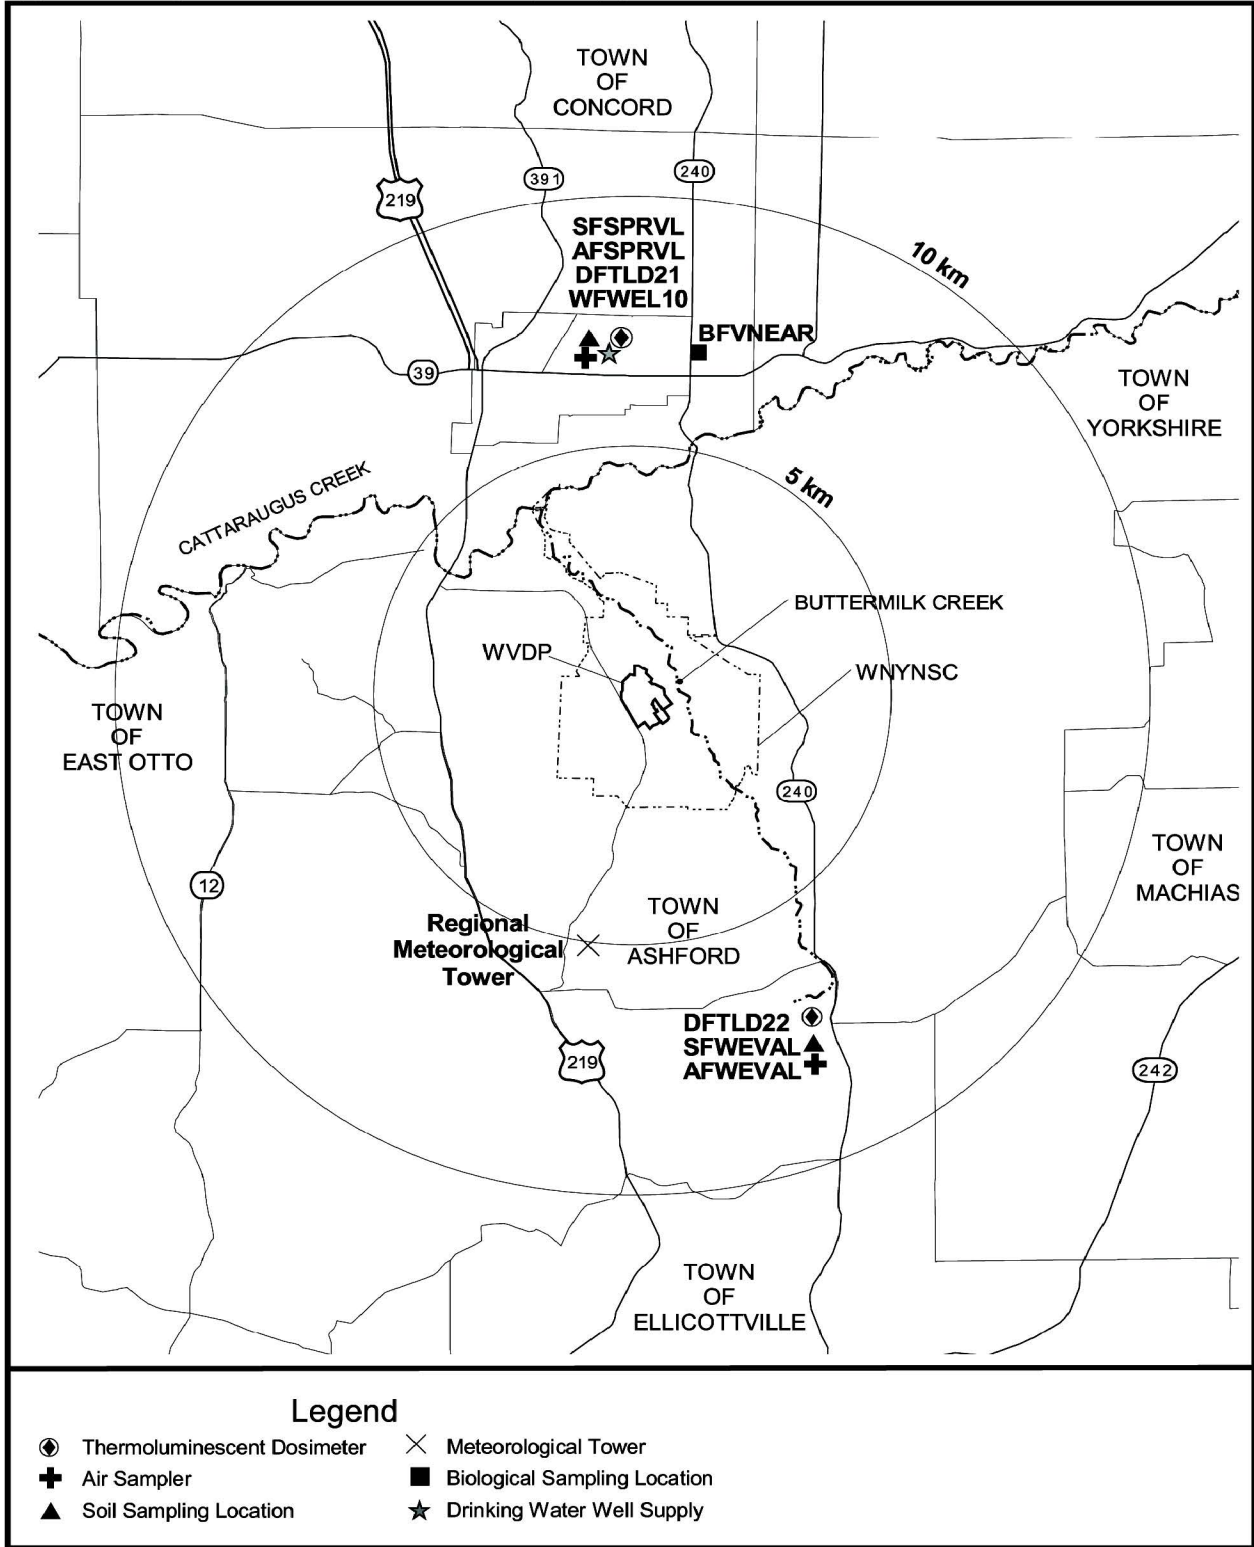 TOWN
OF
CONCORD
391
240
219
SFSPRVL
AFSPRVL
DFTLD21
WFWEL10
10 km
BFVNEAR
39
TOWN
OF
YORKSHIRE
CATTARAUGUS CREEK
5 km
BUTTERMILK CREEK
WVDP
WNYNSC
TOWN
OF
EAST OTTO
240
TOWN
OF
MACHIAS
12
Regional
Meteorological
Tower
TOWN
OF
ASHFORD
DFTLD22
SFWEVAL
AFWEVAL
219
242
TOWN
OF
ELLICOTTVILLE
Legend
Thermoluminescent Dosimeter
Meteorological Tower
Air Sampler
Biological Sampling Location
Soil Sampling Location
Drinking Water Well Supply